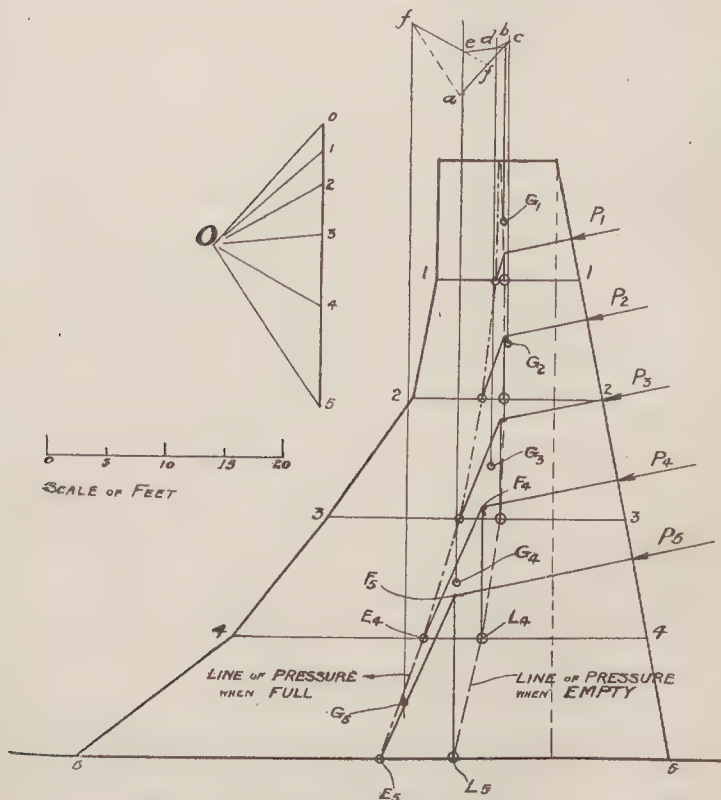 f
e d b c
f
a
0
1
2
O 3
4
5
G1
P1
1 1
P2
G2
2 2
P3
G3
0 5 10 15 20
SCALE OF FEET
P4
F4
3 3
G4
P5
F5
E4 L4
4 4
LINE OF PRESSURE
WHEN FULL
LINE OF PRESSURE
WHEN EMPTY
G5
5 5
E5 L5